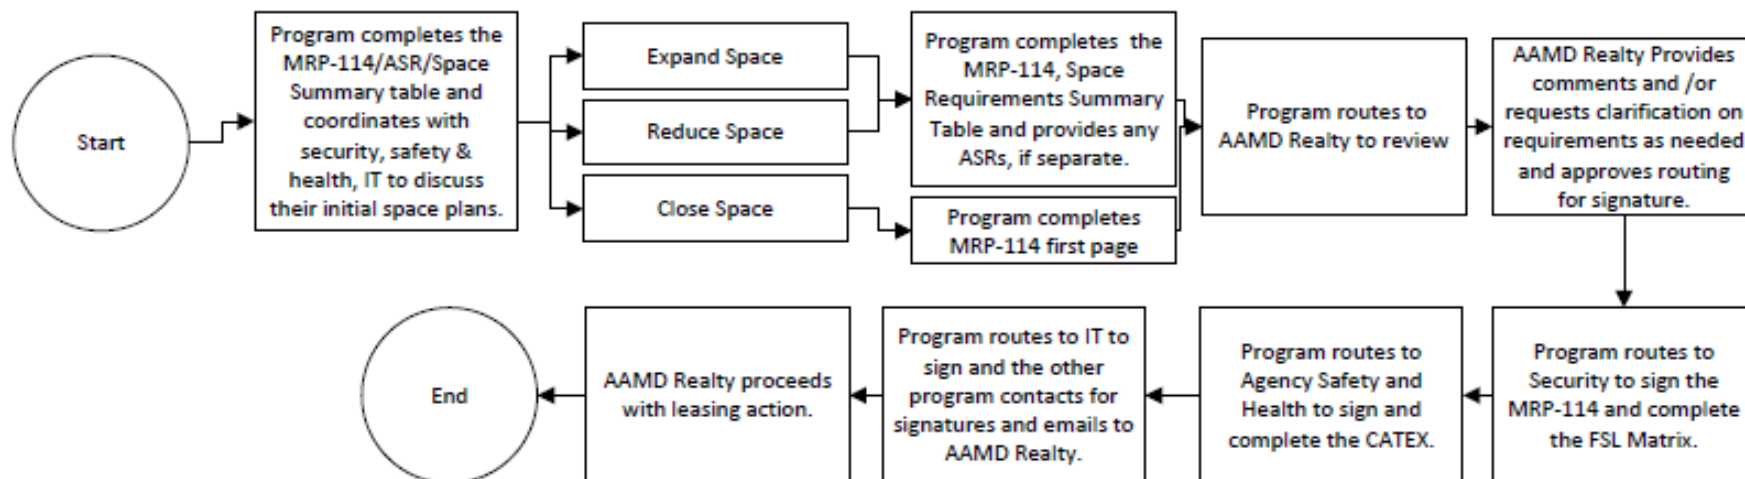 Start
Program completes the
MRP-114/ASR/Space
Summary table and
coordinates with
security, safety &
health, IT to discuss
their initial space plans.
Expand Space
Reduce Space
Close Space
Program completes the
MRP-114, Space
Requirements Summary
Table and provides any
ASRs, if separate.
Program completes
MRP-114 first page
Program routes to
AAMD Realty to review
AAMD Realty Provides
comments and /or
requests clarification on
requirements as needed
and approves routing
for signature.
Program routes to
Security to sign the
MRP-114 and complete
the FSL Matrix.
Program routes to
Agency Safety and
Health to sign and
complete the CATEX.
Program routes to IT to
sign and the other
program contacts for
signatures and emails to
AAMD Realty.
AAMD Realty proceeds
with leasing action.
End